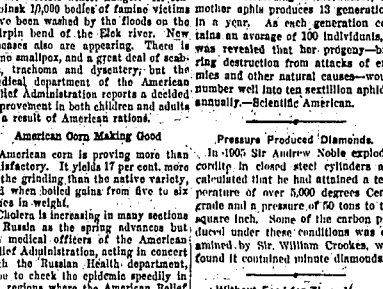 10,000 bodies of famine victims
ve been washed by the floods on the
rpin bend of the Elek river. New
cases also are appearing. There is
no smallpox, and a great deal of scab-
, trachoma and dysentery, but the
dical department of the American
lief Administration reports a decided
provement in both children and adults
a result of American rations.
American Corn Making Good
American corn is proving more than
isfactory. It yields 17 per cent. more
the grinding than the native variety,
d when boiled gains from five to six
es in weight.
Cholera is increasing in many sections
Russia as the spring advances but
medical officers of the American
lief Administration, acting in concert
h the Russian Health department,
e to check the epidemic speedily in
regions where the American Relief
mother aphis produces 13 generatio
in a year. As each generation co
tains an average of 100 individuals,
was revealed that her progeny—b
ring destruction from attacks of e
mies and other natural causes—wou
number well into ten sextillion aphid
annually.—Scientific American.
Pressure Produced Diamonds.
In 1905 Sir Andrew Noble explod
cordite in closed steel cylinders a
calculated that he had attained a te
perature of over 5,000 degrees Cen
grade and a pressure of 50 tons to t
square inch. Some of the carbon p
duced under these conditions was e
amined by Sir. William Crookes, w
found it contained minute diamonds
Without